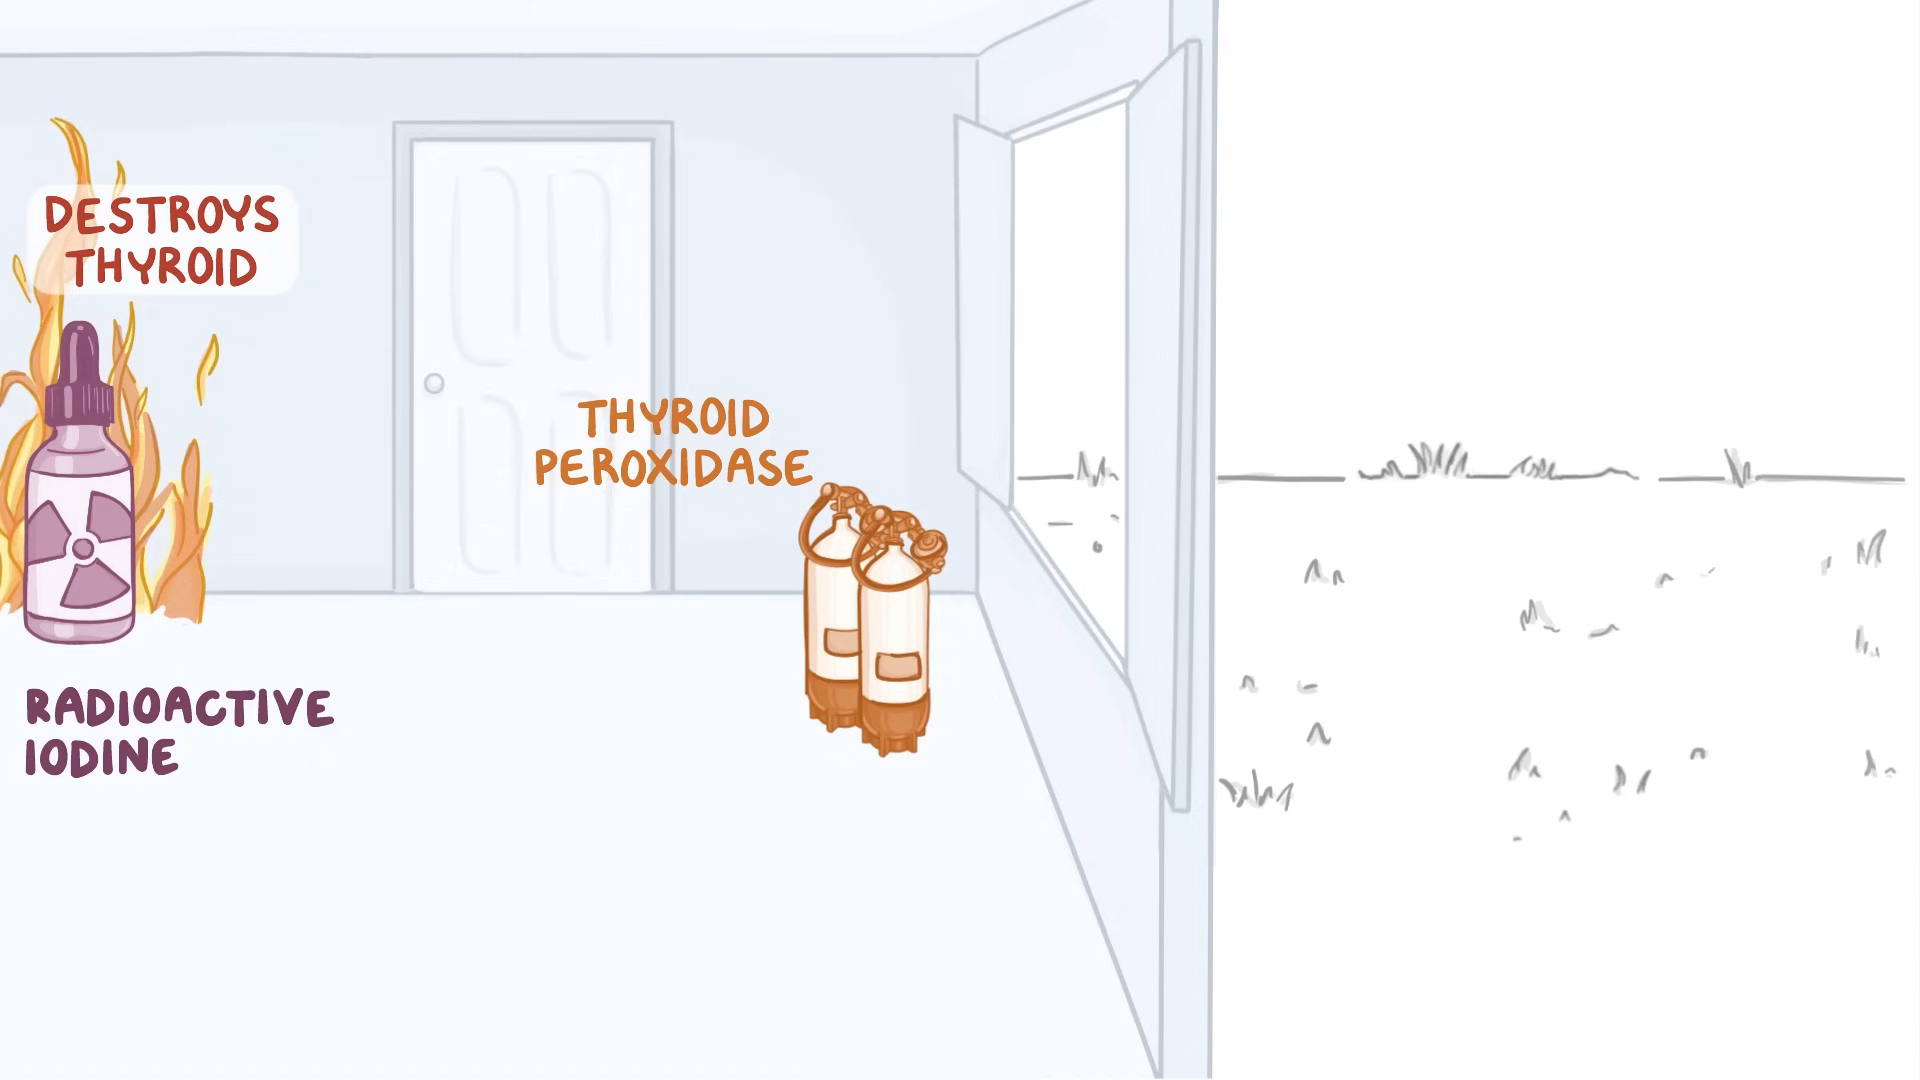 DESTROYS
THYROID
THYROID
PEROXIDASE
RADIOACTIVE
IODINE